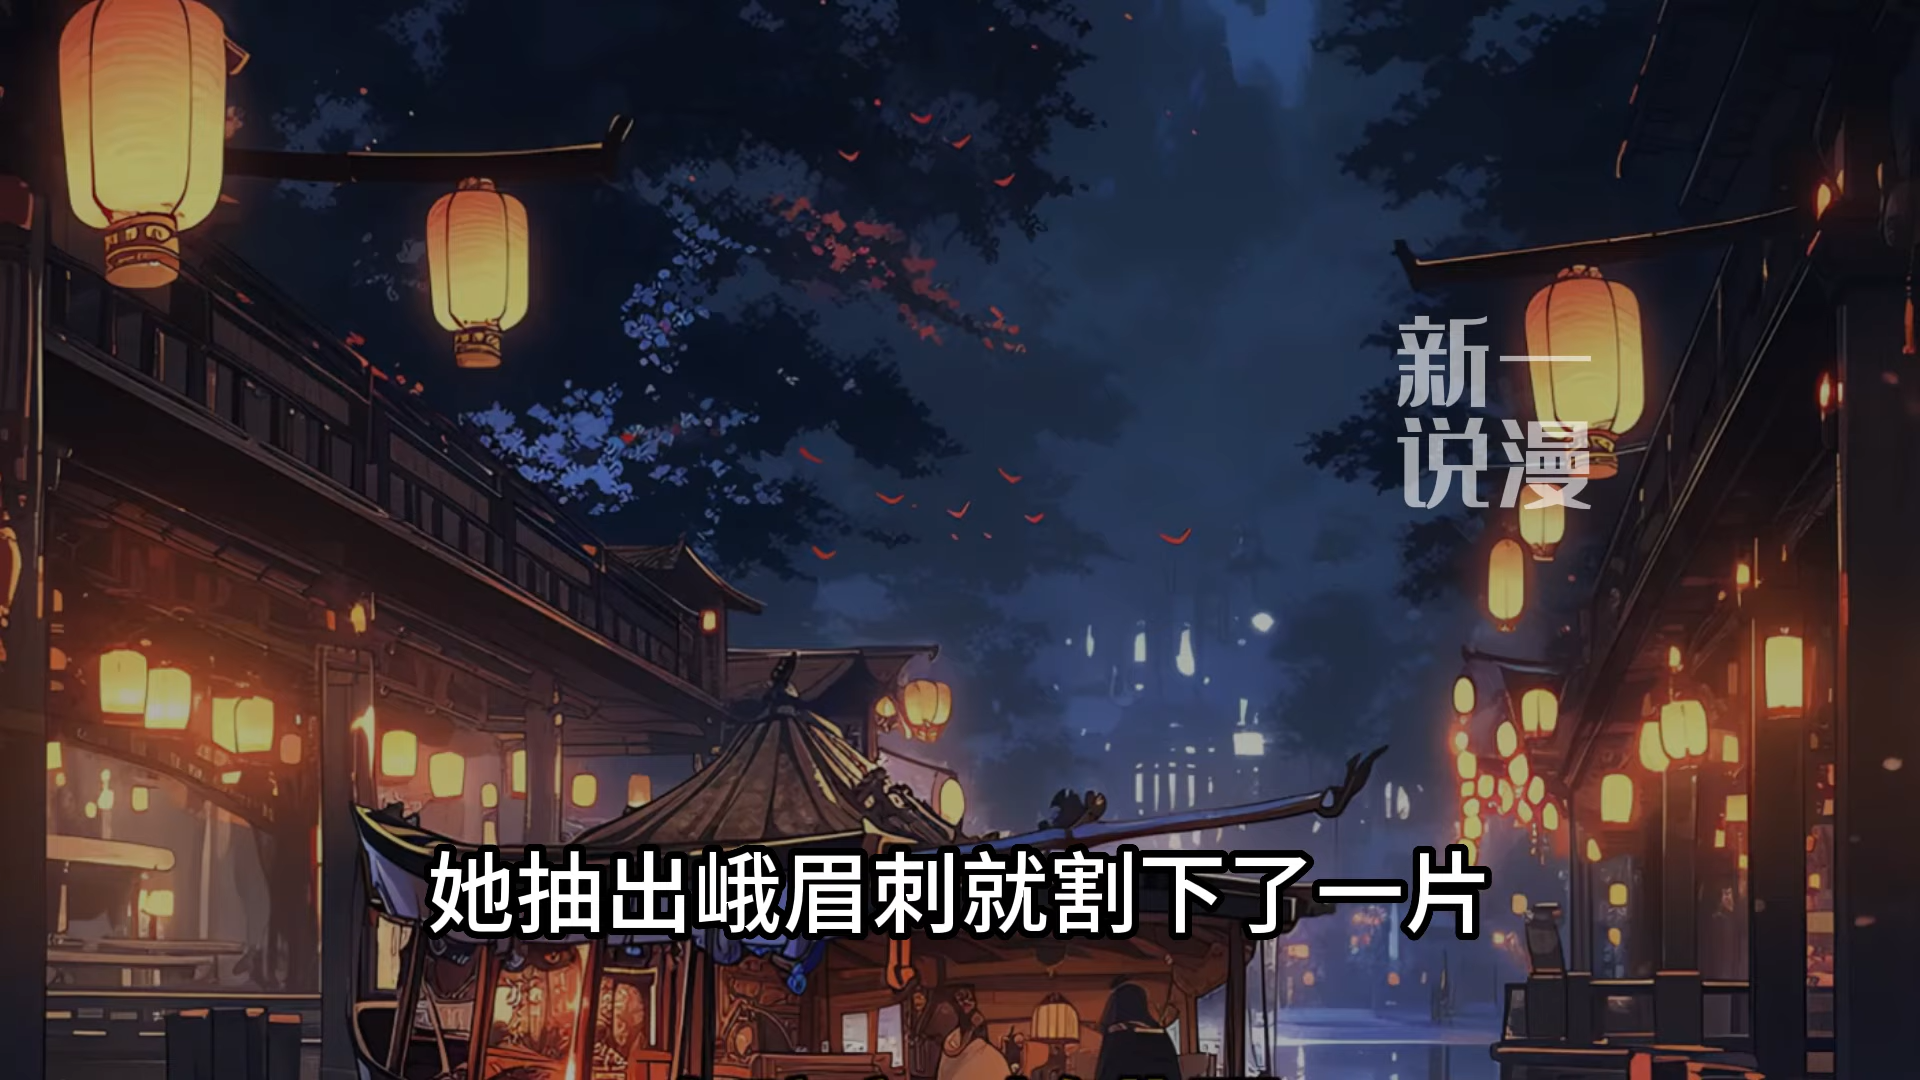 新一
说漫
她抽出峨眉刺就割下了一片